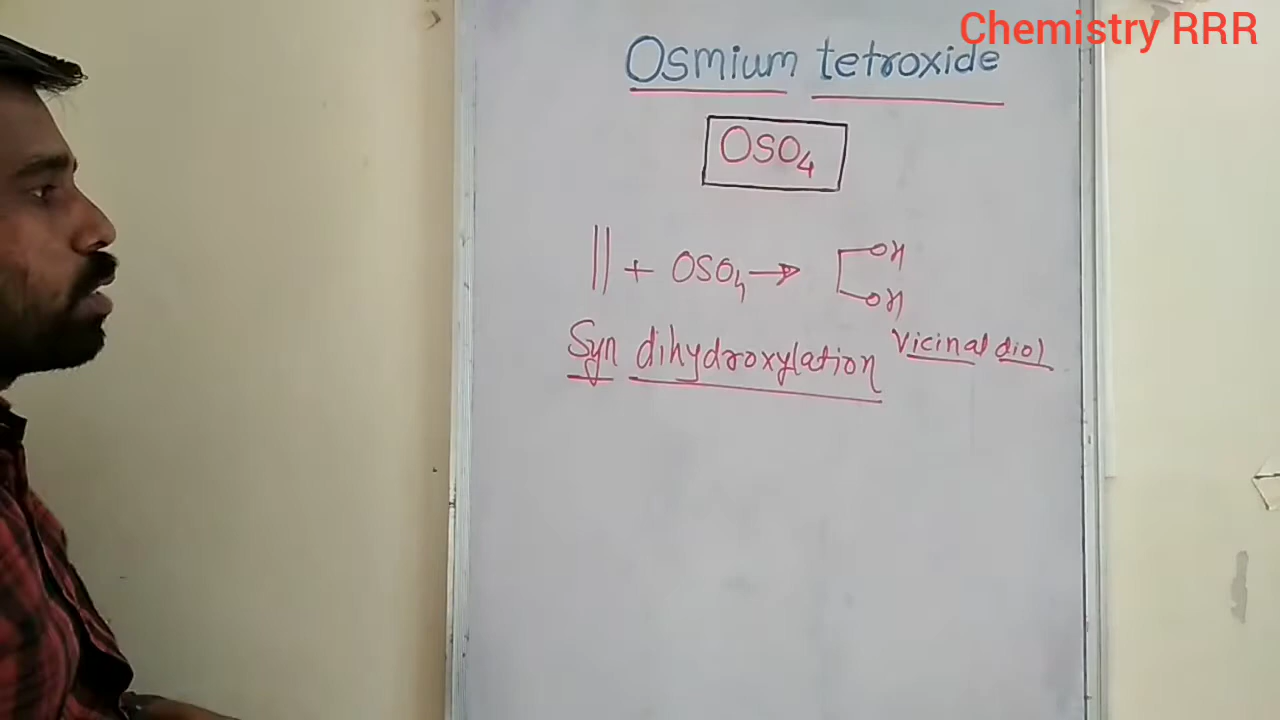 Chemistry RRR
Osmium tetroxide
OsO4
|| + OsO4 → OH
OH
Syn dihydroxylation Vicinal diol